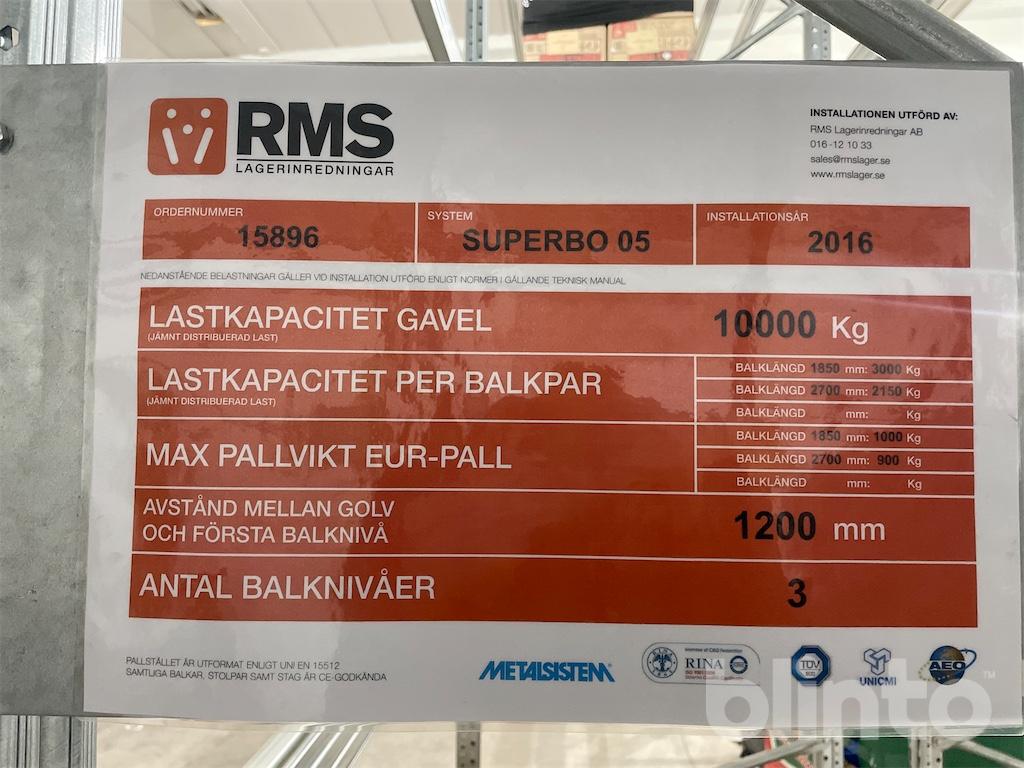 RMS
LAGERINREDNINGAR
INSTALLATIONEN UTFÖRD AV:
RMS Lagerinredningar AB
016 -12 10 33
sales@rmslager.se
www.rmslager.se
ORDERNUMMER
15896
SYSTEM
SUPERBO 05
INSTALLATIONSÅR
2016
NEDANSTÅENDE BELASTNINGAR GÄLLER VID INSTALLATION UTFÖRD ENLIGT NORMER I GÄLLANDE TEKNISK MANUAL
LASTKAPACITET GAVEL
(JÄMNT DISTRIBUERAD LAST)
10000 Kg
LASTKAPACITET PER BALKPAR
(JÄMNT DISTRIBUERAD LAST)
BALKLÄNGD 1850 mm: 3000 Kg
BALKLÄNGD 2700 mm: 2150 Kg
BALKLÄNGD mm: Kg
MAX PALLVIKT EUR-PALL
BALKLÄNGD 1850 mm: 1000 Kg
BALKLÄNGD 2700 mm: 900 Kg
BALKLÄNGD mm: Kg
AVSTÅND MELLAN GOLV
OCH FÖRSTA BALKNIVÅ
1200 mm
ANTAL BALKNIVÅER
3
PALLSTÄLLET ÄR UTFORMAT ENLIGT UNI EN 15512
SAMTLIGA BALKAR, STOLPAR SAMT STAG ÄR CE-GODKÄNDA
METALSISTEM
RINA
TÜV
UNICMI
AEO
blinto